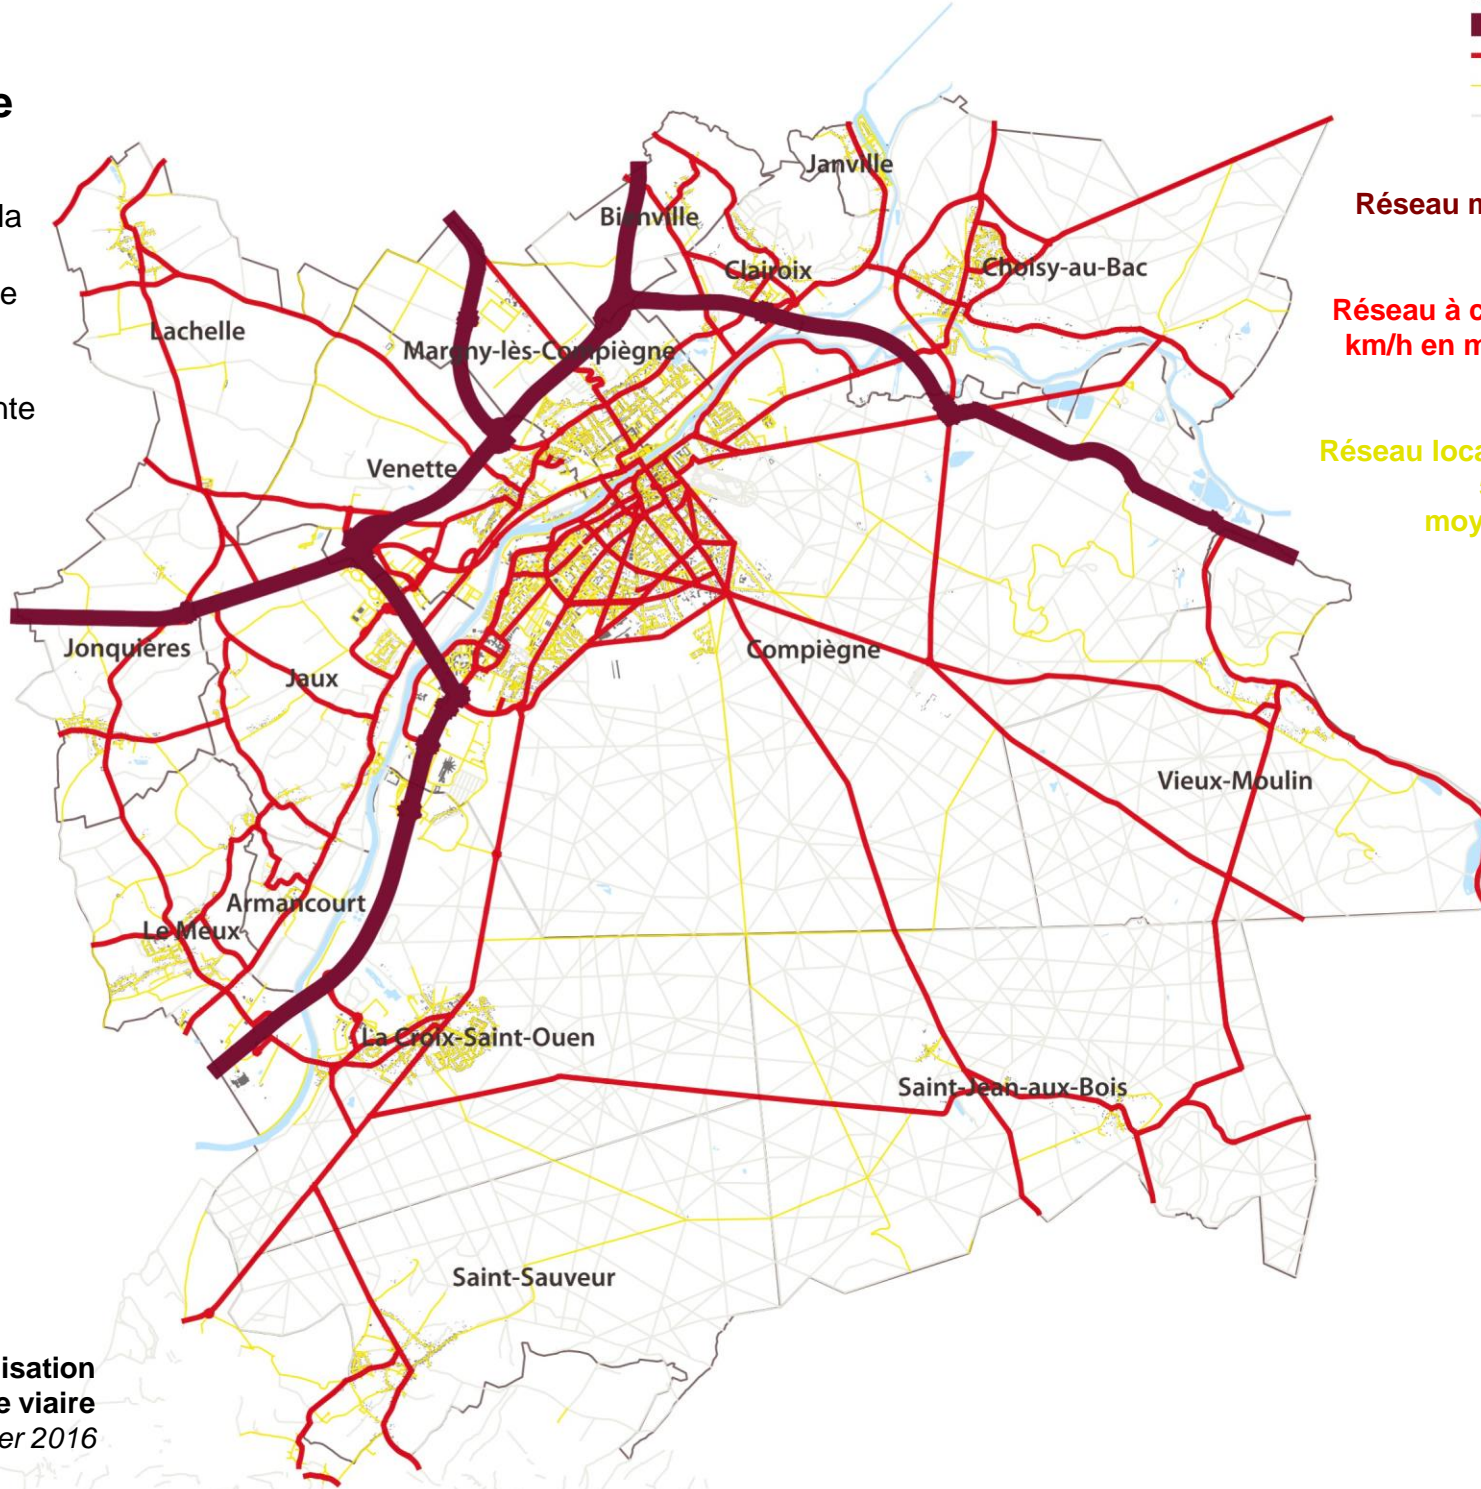 e
la
e
nte
Réseau m
Réseau à c
km/h en m
Réseau loca
s
moy
Janville
Bienville
Clairoix
Choisy-au-Bac
Lachelle
Margny-lès-Compiègne
Venette
Jonquières
Jaux
Compiègne
Vieux-Moulin
Armancourt
Le Meux
La Croix-Saint-Ouen
Saint-Jean-aux-Bois
Saint-Sauveur
isation
e viaire
er 2016